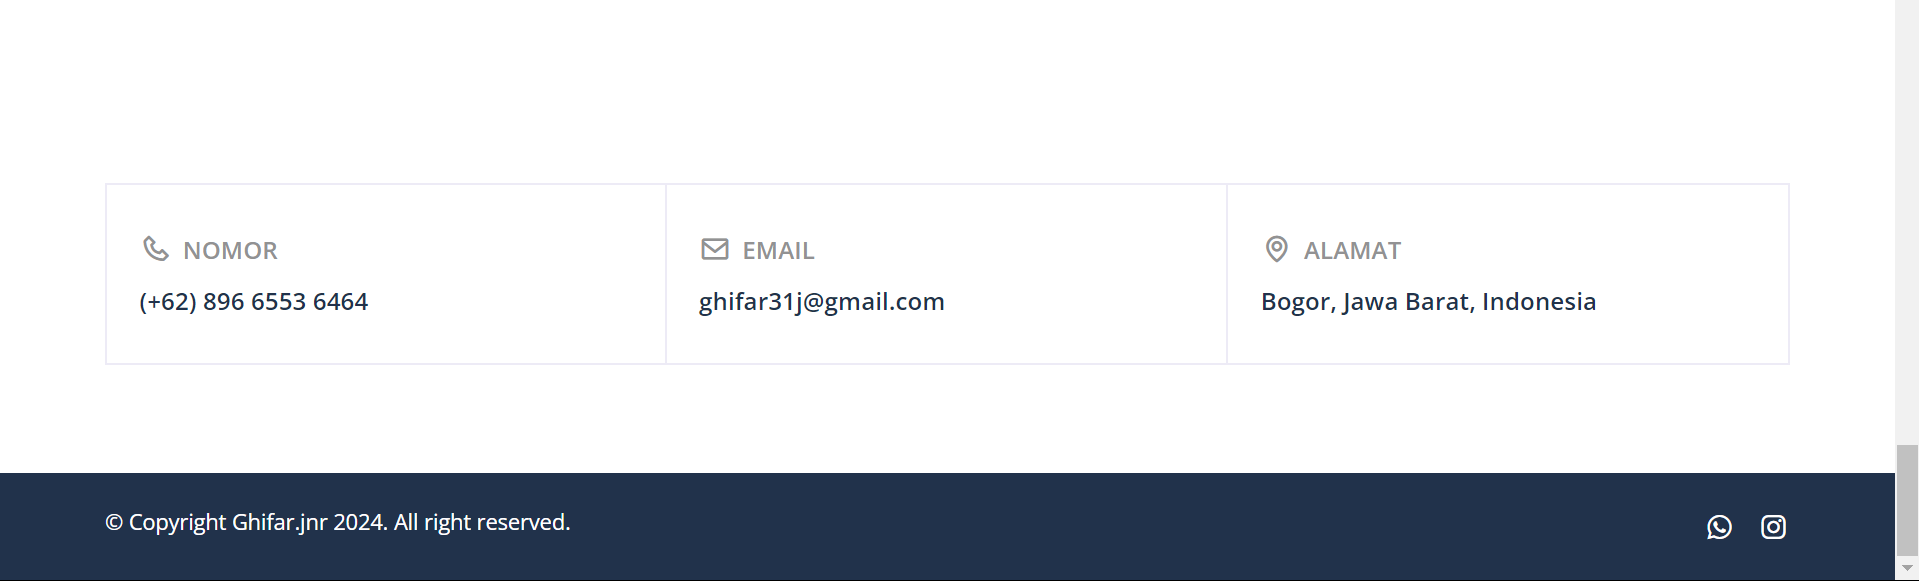 NOMOR
(+62) 896 6553 6464
EMAIL
ghifar31j@gmail.com
ALAMAT
Bogor, Jawa Barat, Indonesia
© Copyright Ghifar.jnr 2024. All right reserved.